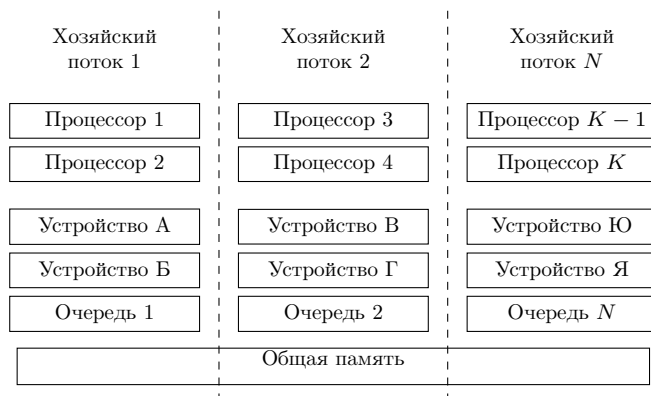 Хозяйский Хозяйский Хозяйский
поток 1 поток 2 поток N
Процессор 1 Процессор 3 Процессор K − 1
Процессор 2 Процессор 4 Процессор K
Устройство А Устройство В Устройство Ю
Устройство Б Устройство Г Устройство Я
Очередь 1 Очередь 2 Очередь N
Общая память